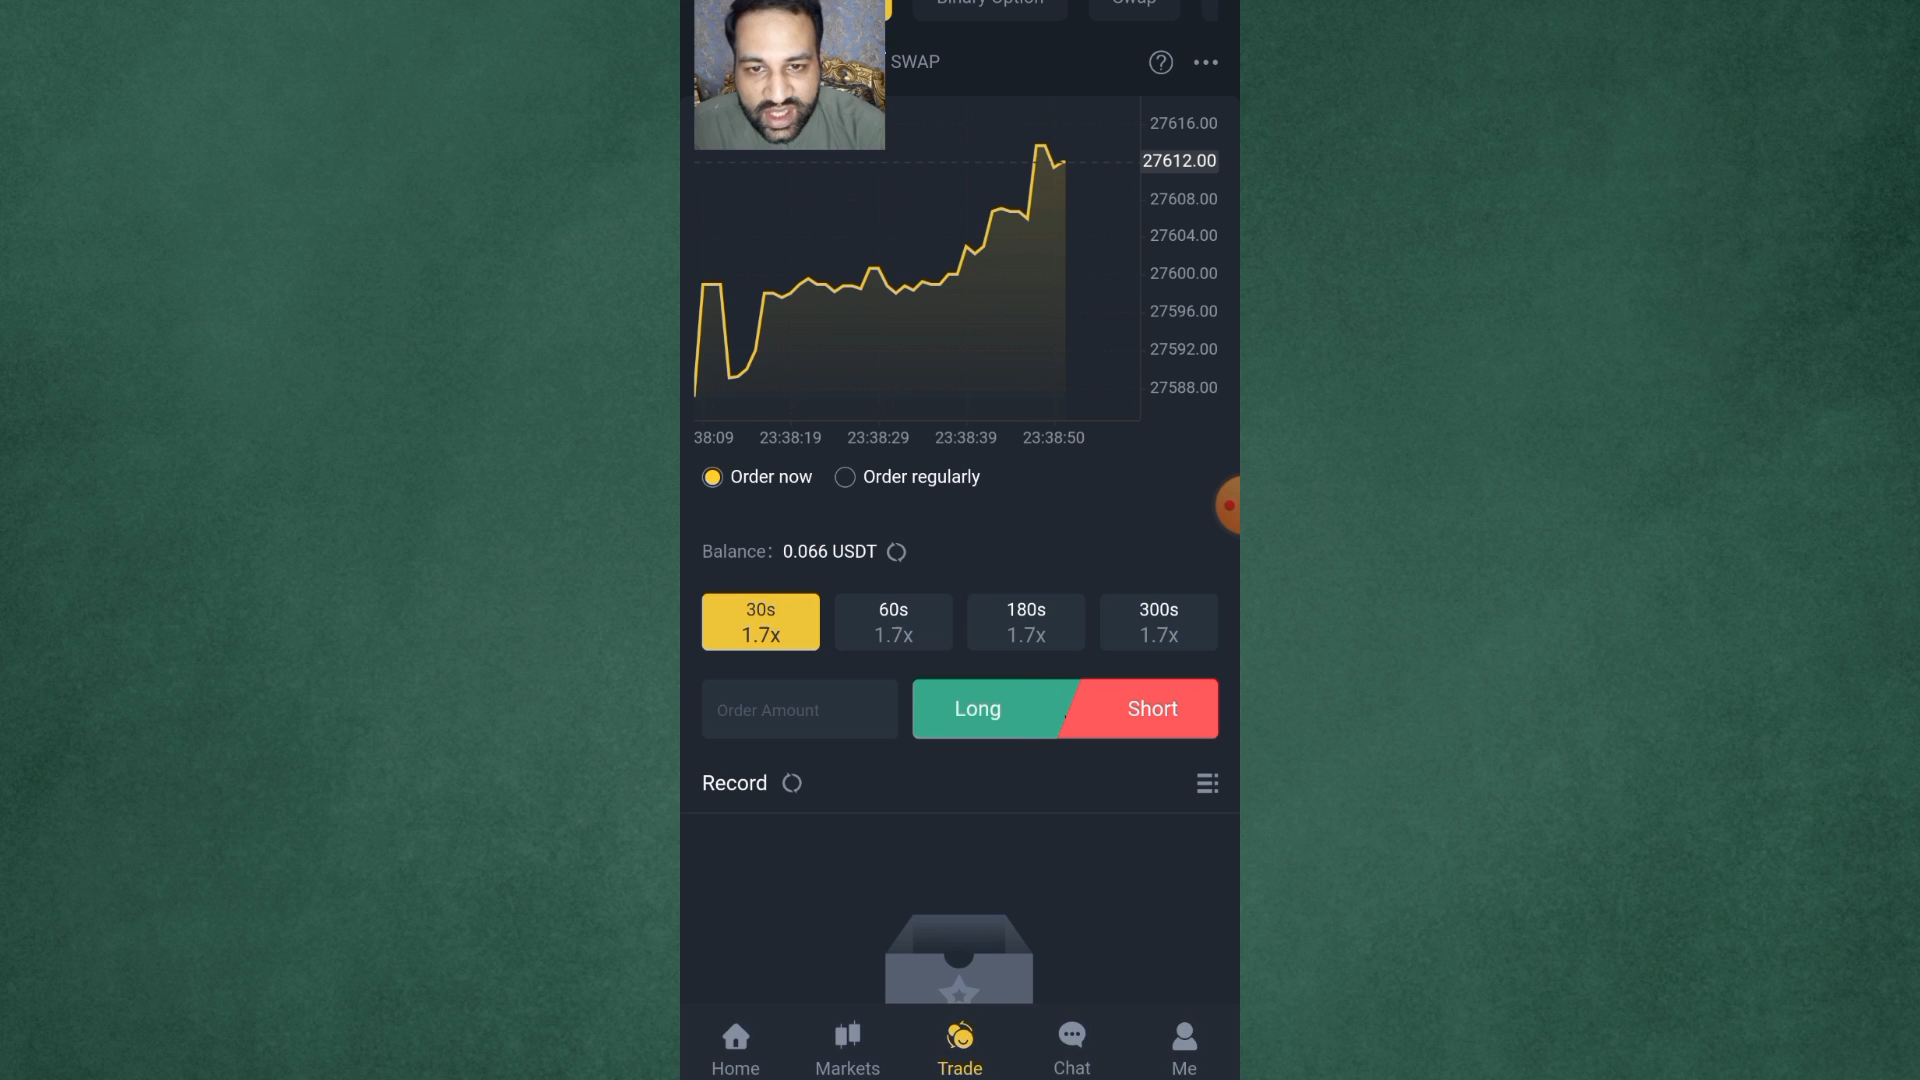 Binary Option Swap
SWAP
27616.00
27612.00
27608.00
27604.00
27600.00
27596.00
27592.00
27588.00
38:09 23:38:19 23:38:29 23:38:39 23:38:50
Order now Order regularly
Balance: 0.066 USDT
30s 60s 180s 300s
1.7x 1.7x 1.7x 1.7x
Order Amount Long Short
Record
Home Markets Trade Chat Me